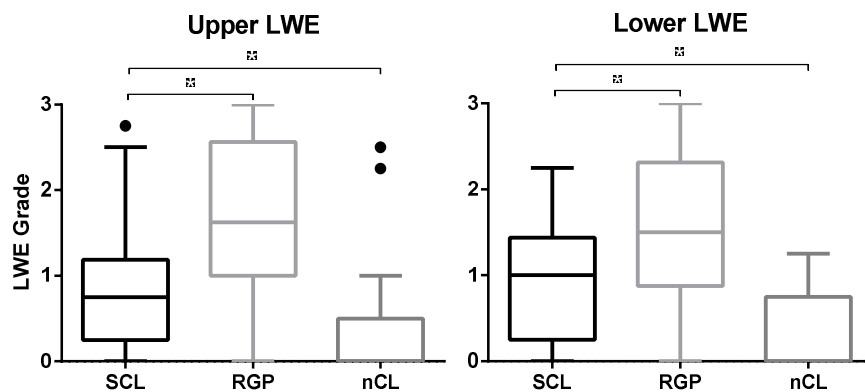 Upper LWE
Lower LWE
*
*
*
*
LWE Grade
3
2
1
0
SCL
RGP
nCL
3
2
1
0
SCL
RGP
nCL